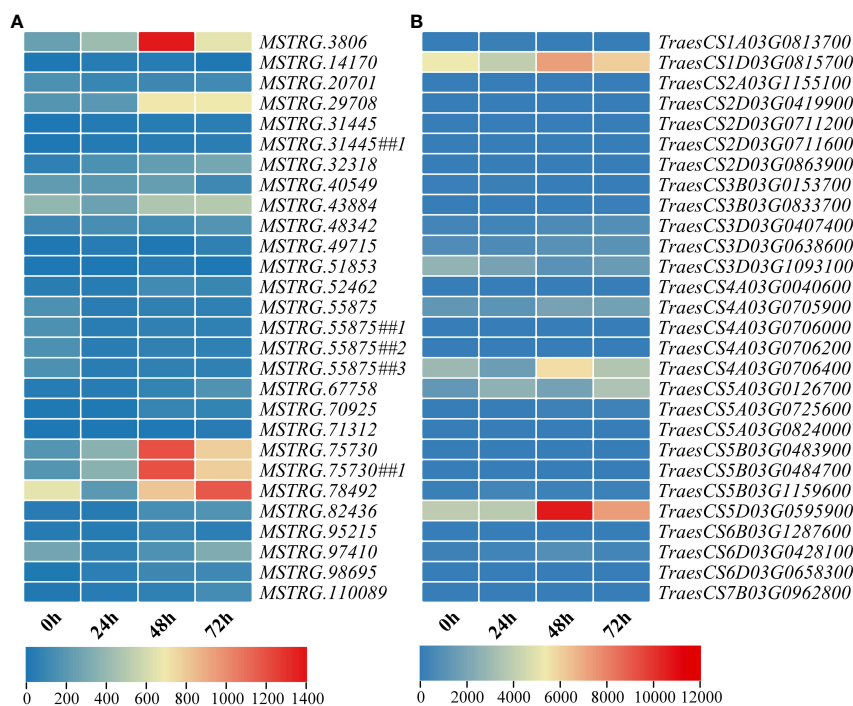 A
MSTRG.3806
MSTRG.14170
MSTRG.20701
MSTRG.29708
MSTRG.31445
MSTRG.31445##1
MSTRG.32318
MSTRG.40549
MSTRG.43884
MSTRG.48342
MSTRG.49715
MSTRG.51853
MSTRG.52462
MSTRG.55875
MSTRG.55875##1
MSTRG.55875##2
MSTRG.55875##3
MSTRG.67758
MSTRG.70925
MSTRG.71312
MSTRG.75730
MSTRG.75730##1
MSTRG.78492
MSTRG.82436
MSTRG.95215
MSTRG.97410
MSTRG.98695
MSTRG.110089
0h 24h 48h 72h
0 200 400 600 800 1000 1200 1400
B
TraesCS1A03G0813700
TraesCS1D03G0815700
TraesCS2A03G1155100
TraesCS2D03G0419900
TraesCS2D03G0711200
TraesCS2D03G0711600
TraesCS2D03G0863900
TraesCS3B03G0153700
TraesCS3B03G0833700
TraesCS3D03G0407400
TraesCS3D03G0638600
TraesCS3D03G1093100
TraesCS4A03G0040600
TraesCS4A03G0705900
TraesCS4A03G0706000
TraesCS4A03G0706200
TraesCS4A03G0706400
TraesCS5A03G0126700
TraesCS5A03G0725600
TraesCS5A03G0824000
TraesCS5B03G0483900
TraesCS5B03G0484700
TraesCS5B03G1159600
TraesCS5D03G0595900
TraesCS6B03G1287600
TraesCS6D03G0428100
TraesCS6D03G0658300
TraesCS7B03G0962800
0h 24h 48h 72h
0 2000 4000 6000 8000 10000 12000